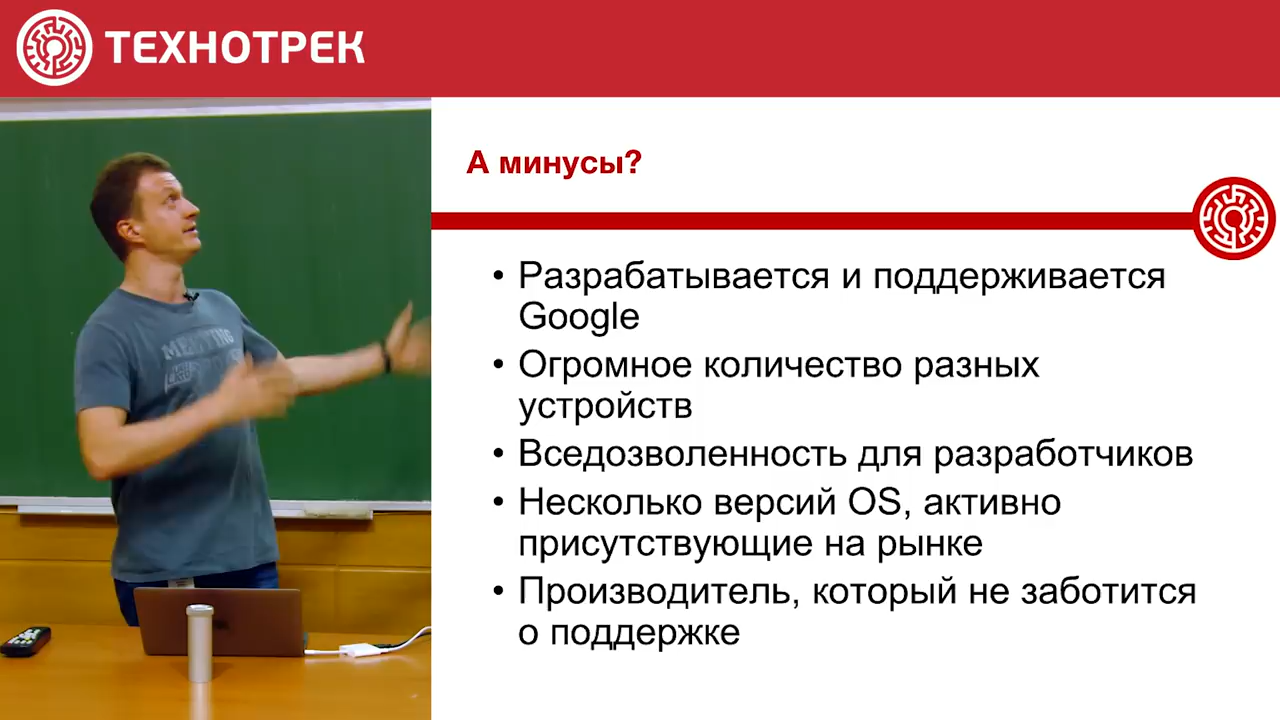 ТЕХНОТРЕК
А минусы?
• Разрабатывается и поддерживается
Google
• Огромное количество разных
устройств
• Вседозволенность для разработчиков
• Несколько версий OS, активно
присутствующие на рынке
• Производитель, который не заботится
о поддержке